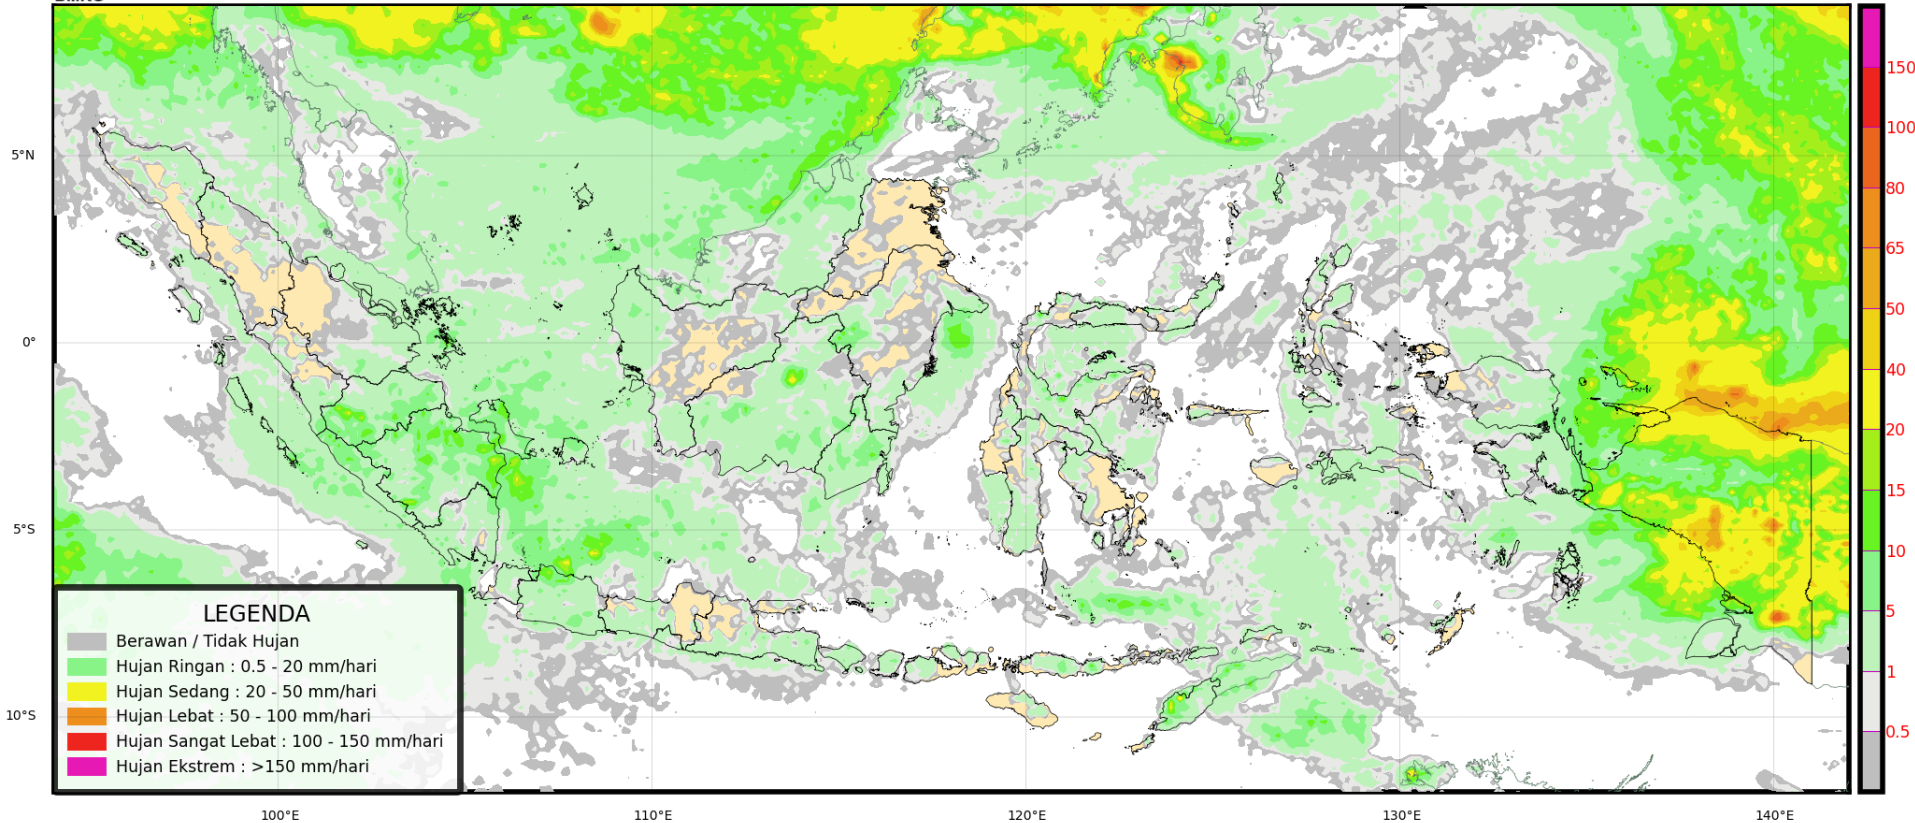 5°N
0°
5°S
10°S
100°E
110°E
120°E
130°E
140°E
LEGENDA
Berawan / Tidak Hujan
Hujan Ringan : 0.5 - 20 mm/hari
Hujan Sedang : 20 - 50 mm/hari
Hujan Lebat : 50 - 100 mm/hari
Hujan Sangat Lebat : 100 - 150 mm/hari
Hujan Ekstrem : >150 mm/hari
150
100
80
65
50
40
20
15
10
5
1
0.5